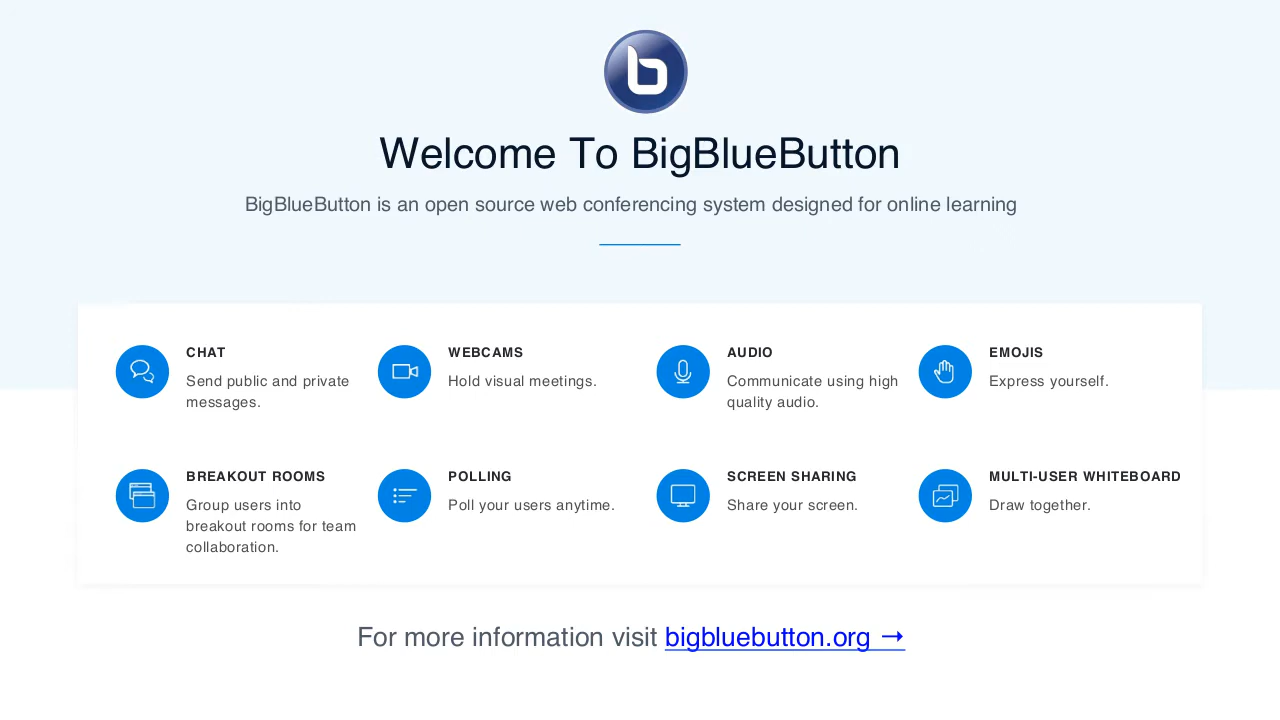 Welcome To BigBlueButton
BigBlueButton is an open source web conferencing system designed for online learning
CHAT
Send public and private
messages.
WEBCAMS
Hold visual meetings.
AUDIO
Communicate using high
quality audio.
EMOJIS
Express yourself.
BREAKOUT ROOMS
Group users into
breakout rooms for team
collaboration.
POLLING
Poll your users anytime.
SCREEN SHARING
Share your screen.
MULTI-USER WHITEBOARD
Draw together.
For more information visit bigbluebutton.org →